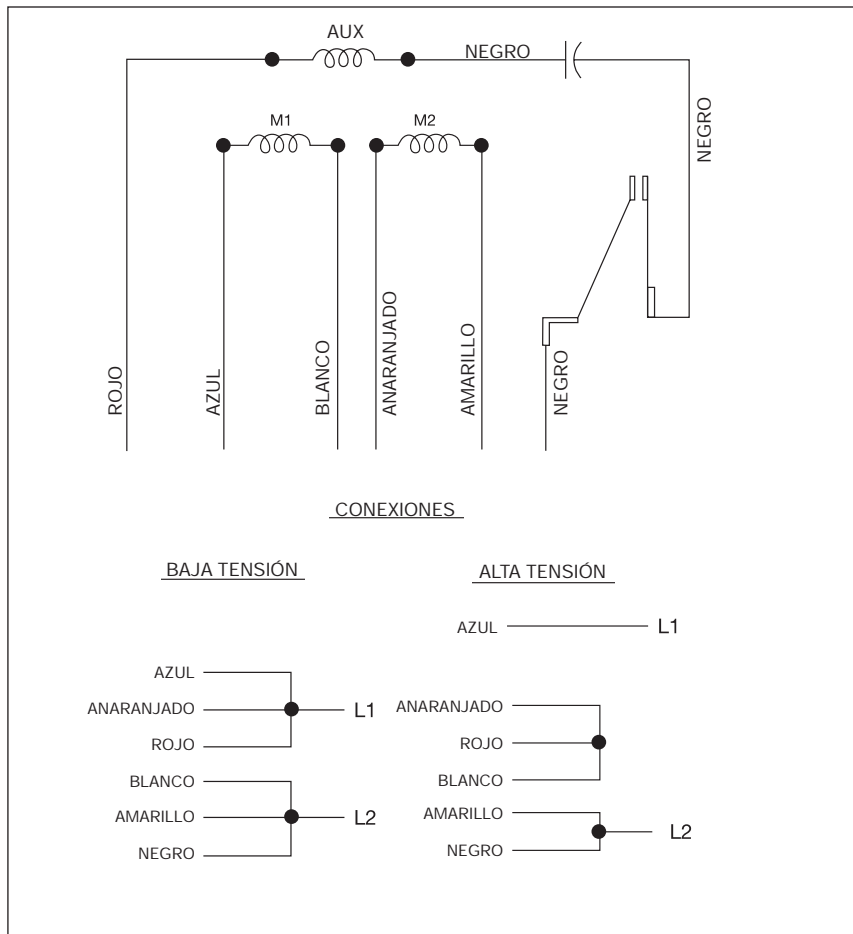 AUX
NEGRO
NEGRO
M1
M2
ROJO
AZUL
BLANCO
ANARANJADO
AMARILLO
NEGRO
CONEXIONES
BAJA TENSIÓN
AZUL
ANARANJADO
ROJO
L1
BLANCO
AMARILLO
NEGRO
L2
ALTA TENSIÓN
AZUL
L1
ANARANJADO
ROJO
BLANCO
AMARILLO
NEGRO
L2